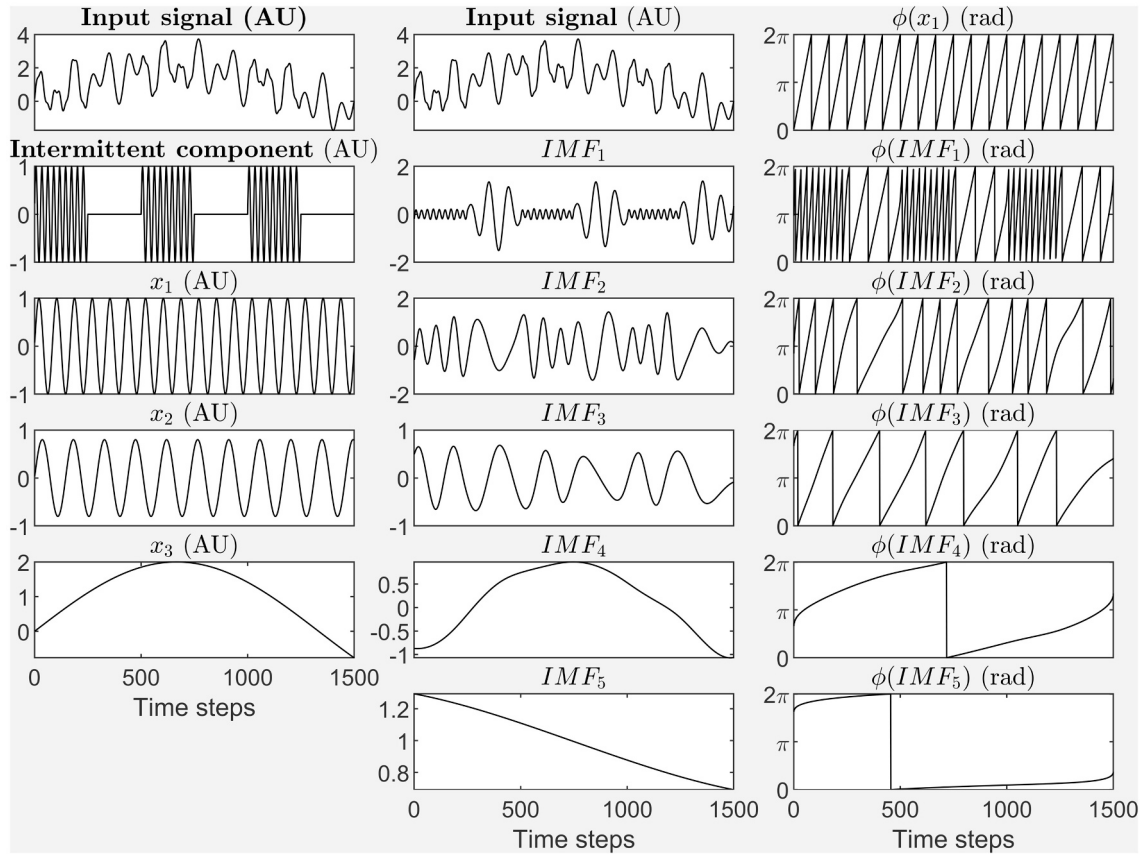 Input signal (AU)
4
2
0
Intermittent component (AU)
1
0
-1
x₁ (AU)
1
0
-1
x₂ (AU)
1
0
-1
x₃ (AU)
2
0
0 500 1000 1500
Time steps
Input signal (AU)
4
2
0
IMF₁
2
0
-2
IMF₂
2
0
-2
IMF₃
1
0
-1
IMF₄
0.5
0
-0.5
-1
IMF₅
1.2
1
0.8
0 500 1000 1500
Time steps
ϕ(x₁) (rad)
2π
π
0
ϕ(IMF₁) (rad)
2π
π
0
ϕ(IMF₂) (rad)
2π
π
0
ϕ(IMF₃) (rad)
2π
π
0
ϕ(IMF₄) (rad)
2π
π
0
ϕ(IMF₅) (rad)
2π
π
0
0 500 1000 1500
Time steps